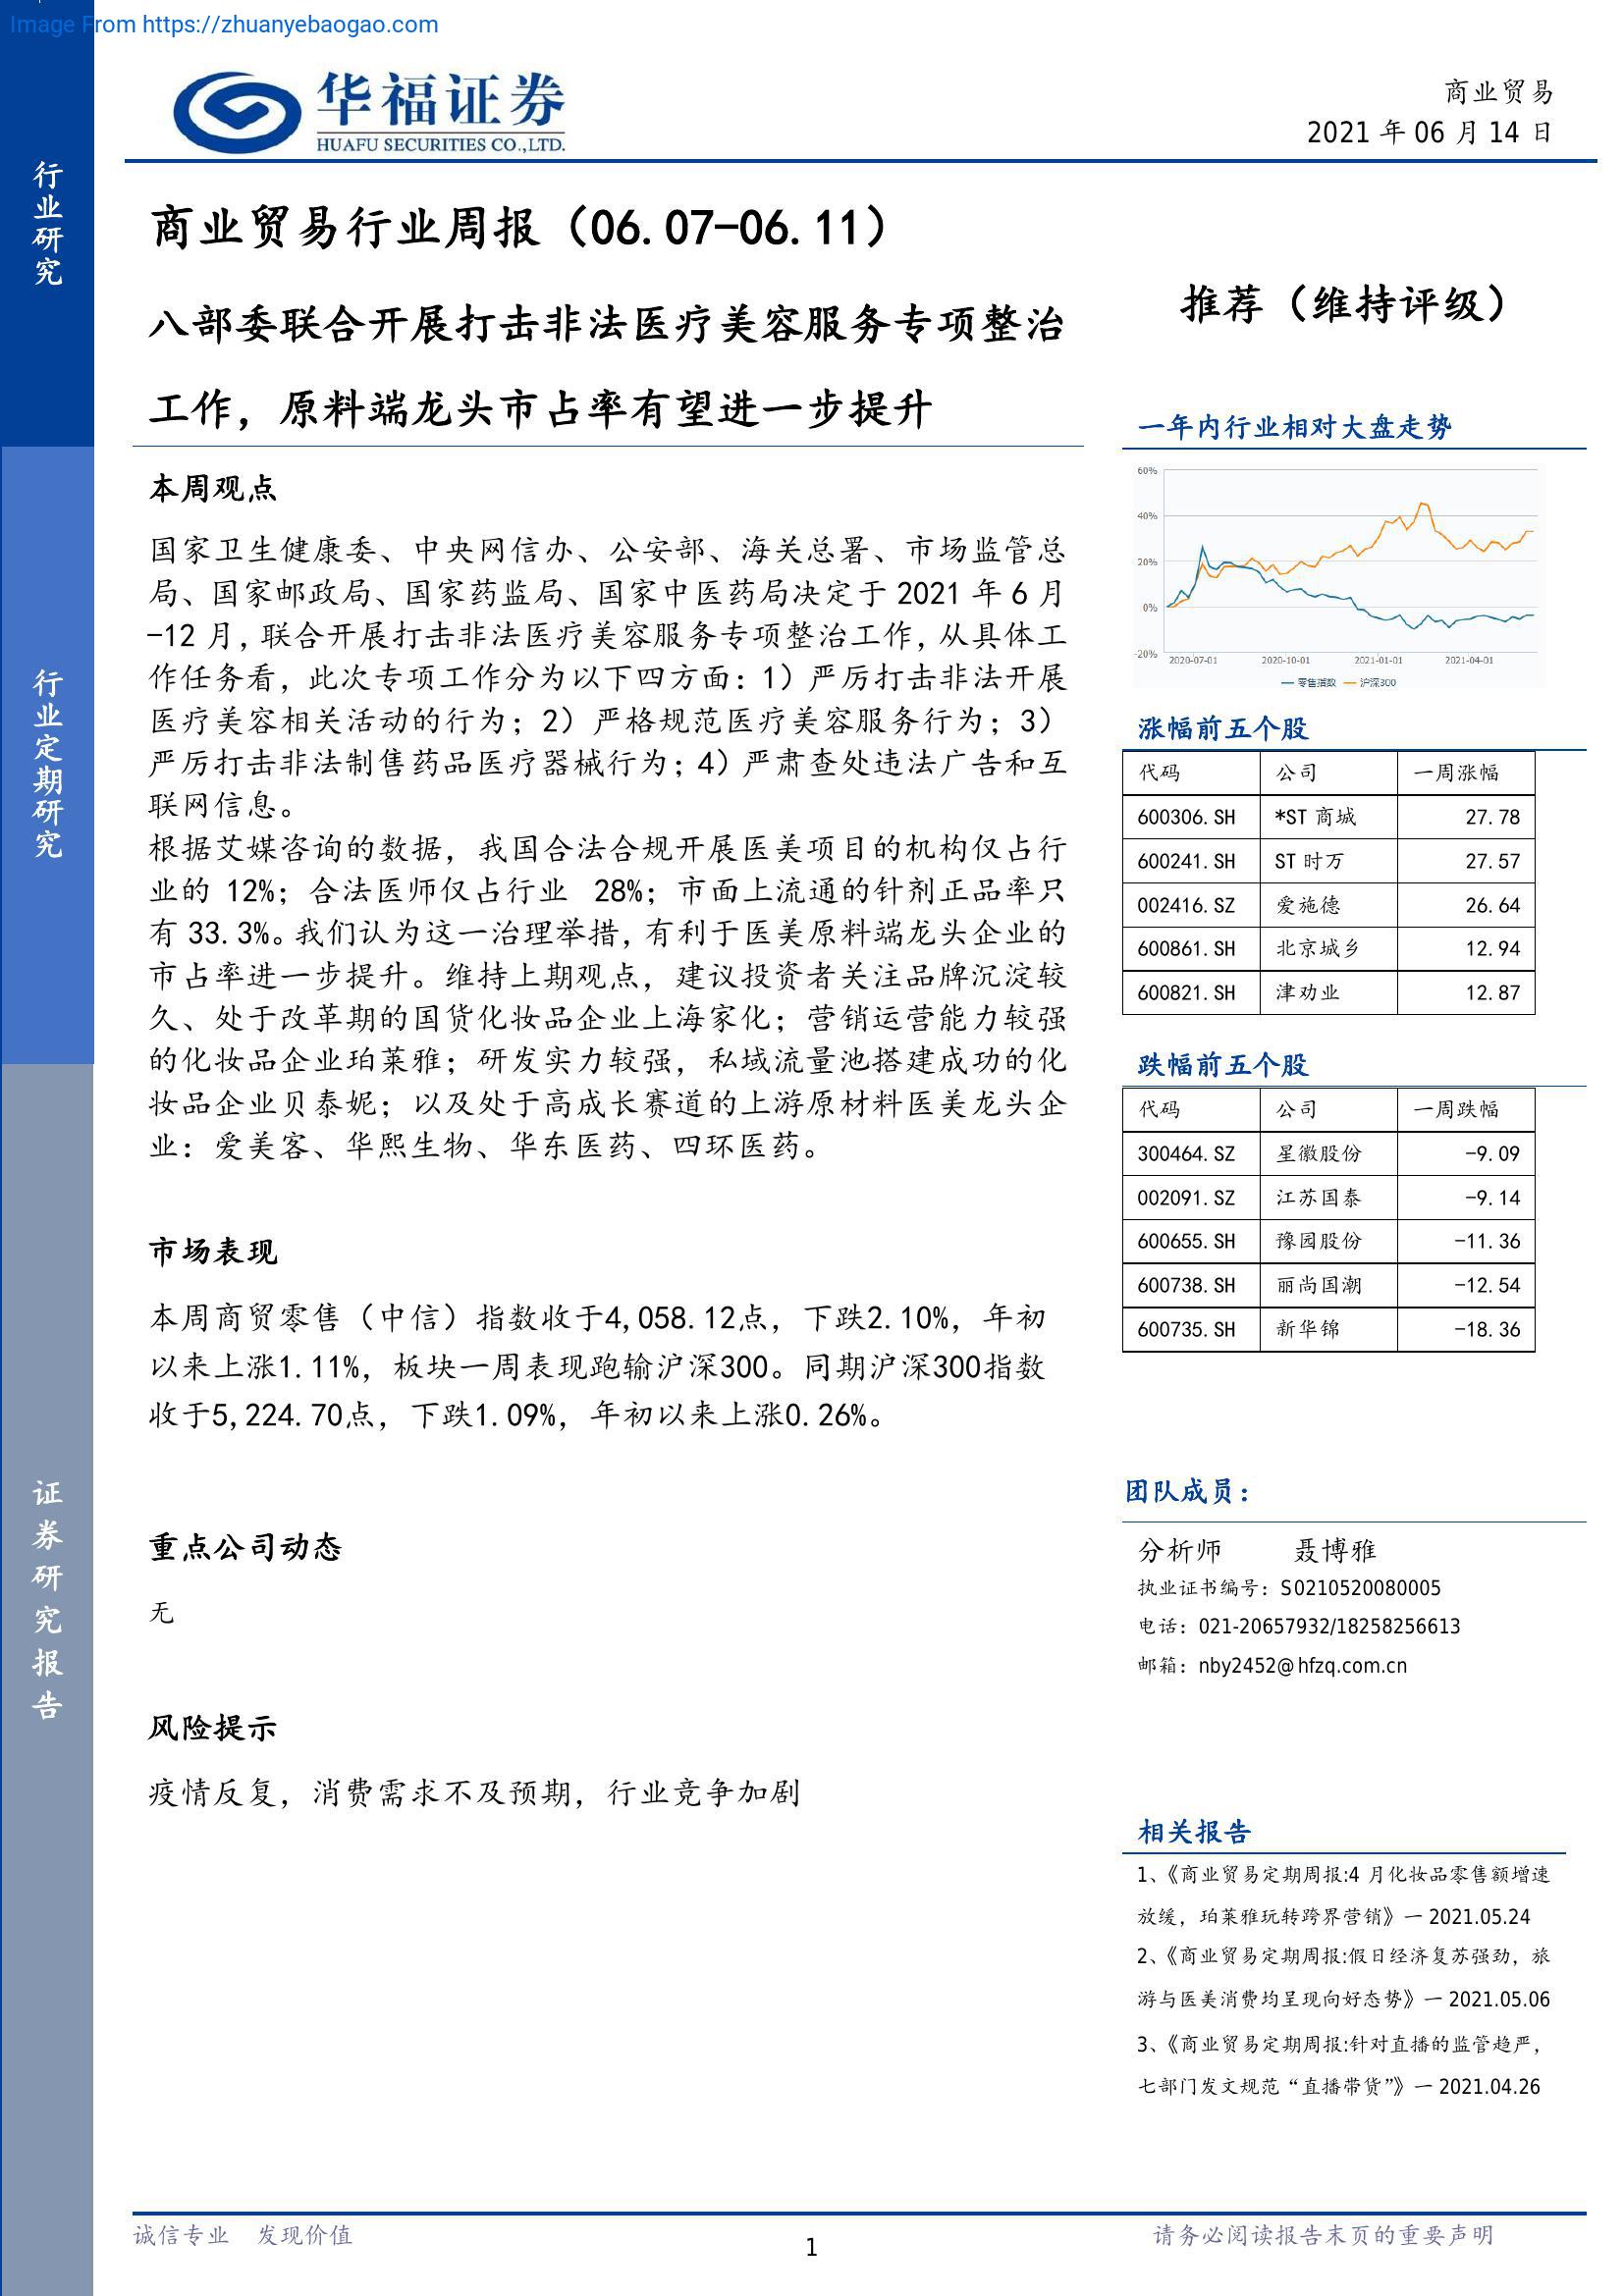 Image From https://zhuanyebaogao.com
华福证券
HUAFU SECURITIES CO.,LTD.
商业贸易
2021 年 06 月 14 日
行业研究
行业定期研究
证券研究报告
商业贸易行业周报（06.07-06.11）
八部委联合开展打击非法医疗美容服务专项整治
工作，原料端龙头市占率有望进一步提升
本周观点
国家卫生健康委、中央网信办、公安部、海关总署、市场监管总
局、国家邮政局、国家药监局、国家中医药局决定于 2021 年 6 月
-12 月，联合开展打击非法医疗美容服务专项整治工作，从具体工
作任务看，此次专项工作分为以下四方面：1）严厉打击非法开展
医疗美容相关活动的行为；2）严格规范医疗美容服务行为；3）
严厉打击非法制售药品医疗器械行为；4）严肃查处违法广告和互
联网信息。
根据艾媒咨询的数据，我国合法合规开展医美项目的机构仅占行
业的 12%；合法医师仅占行业 28%；市面上流通的针剂正品率只
有 33.3%。我们认为这一治理举措，有利于医美原料端龙头企业的
市占率进一步提升。维持上期观点，建议投资者关注品牌沉淀较
久、处于改革期的国货化妆品企业上海家化；营销运营能力较强
的化妆品企业珀莱雅；研发实力较强，私域流量池搭建成功的化
妆品企业贝泰妮；以及处于高成长赛道的上游原材料医美龙头企
业：爱美客、华熙生物、华东医药、四环医药。
市场表现
本周商贸零售（中信）指数收于4,058.12点，下跌2.10%，年初
以来上涨1.11%，板块一周表现跑输沪深300。同期沪深300指数
收于5,224.70点，下跌1.09%，年初以来上涨0.26%。
重点公司动态
无
风险提示
疫情反复，消费需求不及预期，行业竞争加剧
推荐（维持评级）
一年内行业相对大盘走势
60%
40%
20%
0%
-20%
2020-07-01 2020-10-01 2021-01-01 2021-04-01
零售指数 沪深300
涨幅前五个股
代码 公司 一周涨幅
600306.SH *ST 商城 27.78
600241.SH ST 时万 27.57
002416.SZ 爱施德 26.64
600861.SH 北京城乡 12.94
600821.SH 津劝业 12.87
跌幅前五个股
代码 公司 一周跌幅
300464.SZ 星徽股份 -9.09
002091.SZ 江苏国泰 -9.14
600655.SH 豫园股份 -11.36
600738.SH 丽尚国潮 -12.54
600735.SH 新华锦 -18.36
团队成员：
分析师 聂博雅
执业证书编号：S0210520080005
电话：021-20657932/18258256613
邮箱：nby2452@hfzq.com.cn
相关报告
1、《商业贸易定期周报:4 月化妆品零售额增速
放缓，珀莱雅玩转跨界营销》一 2021.05.24
2、《商业贸易定期周报:假日经济复苏强劲，旅
游与医美消费均呈现向好态势》一 2021.05.06
3、《商业贸易定期周报:针对直播的监管趋严，
七部门发文规范“直播带货”》一 2021.04.26
诚信专业 发现价值
1
请务必阅读报告末页的重要声明